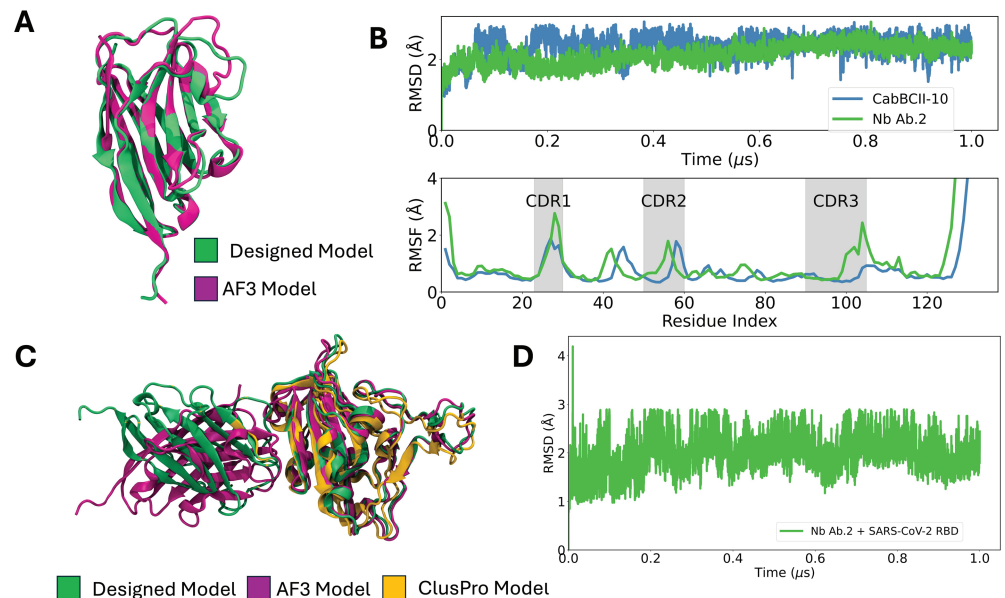 A
Designed Model
AF3 Model
B
RMSD (Å)
2
0
CabBCII-10
Nb Ab.2
0.0 0.2 0.4 0.6 0.8 1.0
Time (μs)
RMSF (Å)
4
2
0
CDR1 CDR2 CDR3
0 20 40 60 80 100 120
Residue Index
C
Designed Model AF3 Model ClusPro Model
D
RMSD (Å)
4
3
2
1
0
Nb Ab.2 + SARS-CoV-2 RBD
0.0 0.2 0.4 0.6 0.8 1.0
Time (μs)